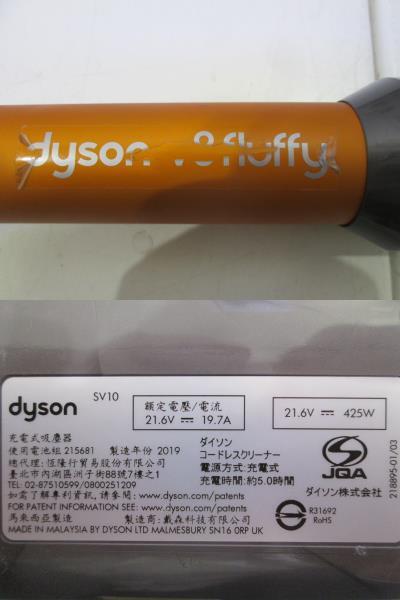 dyson v8 fluffy
dyson SV10
額定電壓/電流
21.6V ⎓ 19.7A
21.6V ⎓ 425W
充電式吸塵器
使用電池組 215681 製造年份 2019
總代理: 恆隆行貿易股份有限公司
臺北市內湖區洲子街88號7樓之1
TEL: 02-87510599/0800251209
如需了解專利資訊,請參閱: www.dyson.com/patents
FOR PATENT INFORMATION SEE: www.dyson.com/patents
馬來西亞製造 製造商: 戴森科技有限公司
MADE IN MALAYSIA BY DYSON LTD MALMESBURY SN16 0RP UK
ダイソン
コードレスクリーナー
電源方式:充電式
充電時間:約5.0時間
S
JQA
ダイソン株式会社
R31692
RoHS
218895-01/03